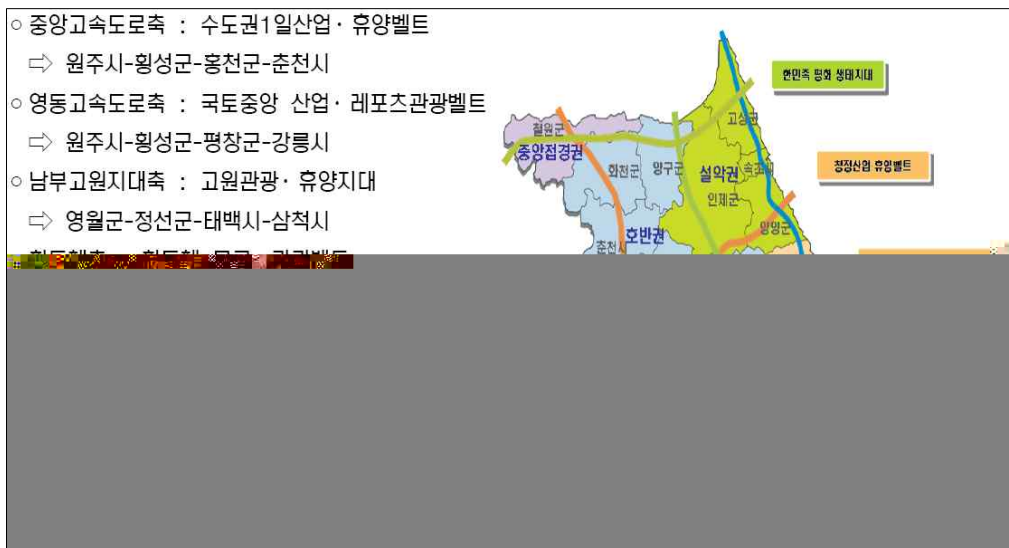 ○ 중앙고속도로축 : 수도권1일산업· 휴양벨트
⇨ 원주시-횡성군-홍천군-춘천시
○ 영동고속도로축 : 국토중앙 산업· 레포츠관광벨트
⇨ 원주시-횡성군-평창군-강릉시
○ 남부고원지대축 : 고원관광· 휴양지대
⇨ 영월군-정선군-태백시-삼척시
한민족 평화 생태지대
고성군
철원군
중앙접경권
화천군
양구군
설악권
청정산업 휴양벨트
인제군
양양군
호반권
춘천시